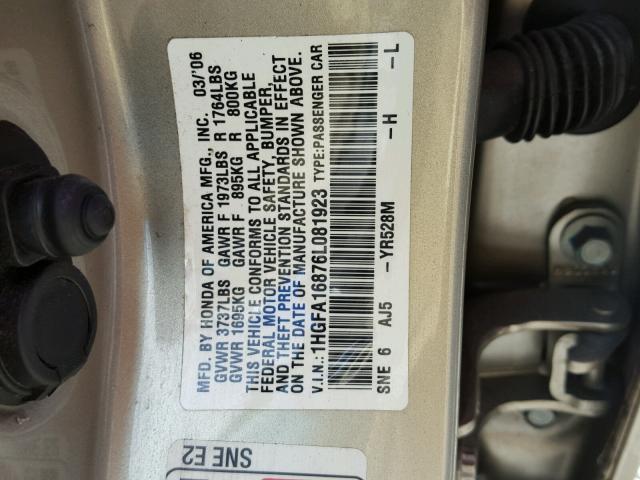 MFD. BY HONDA OF AMERICA MFG., INC. 03/'06
GVWR 3737LBS GAWR F 1973LBS R 1764LBS
GVWR 1695KG GAWR F 895KG R 800KG
THIS VEHICLE CONFORMS TO ALL APPLICABLE
FEDERAL MOTOR VEHICLE SAFETY, BUMPER,
AND THEFT PREVENTION STANDARDS IN EFFECT
ON THE DATE OF MANUFACTURE SHOWN ABOVE.
V.I.N.: 1HGFA16876L081923 TYPE:PASSENGER CAR
SNE 6 AJ5 –YR528M –H –L
SNE E2